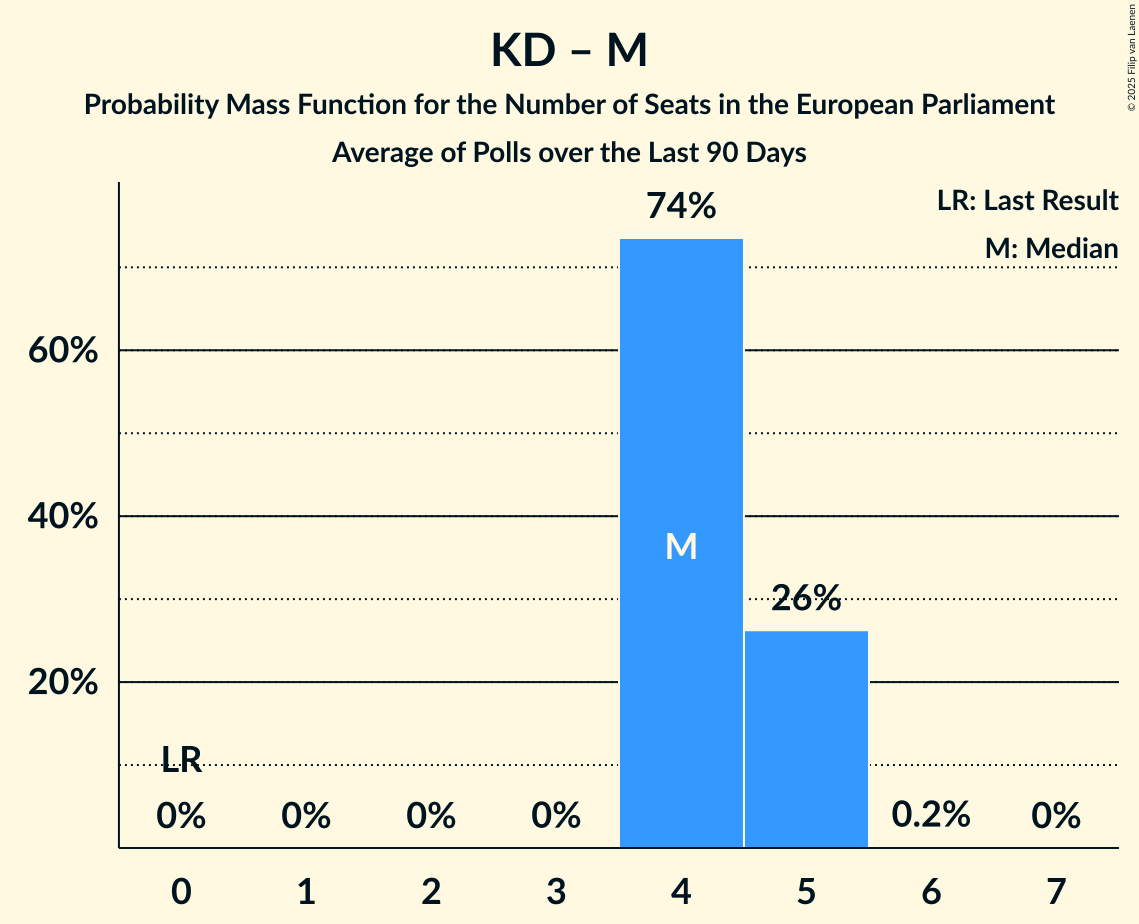 KD – M
Probability Mass Function for the Number of Seats in the European Parliament
Average of Polls over the Last 90 Days
© 2025 Filip van Laenen
LR: Last Result
M: Median
74%
60%
40%
M
26%
20%
LR
0% 0% 0% 0% 0.2% 0%
0 1 2 3 4 5 6 7